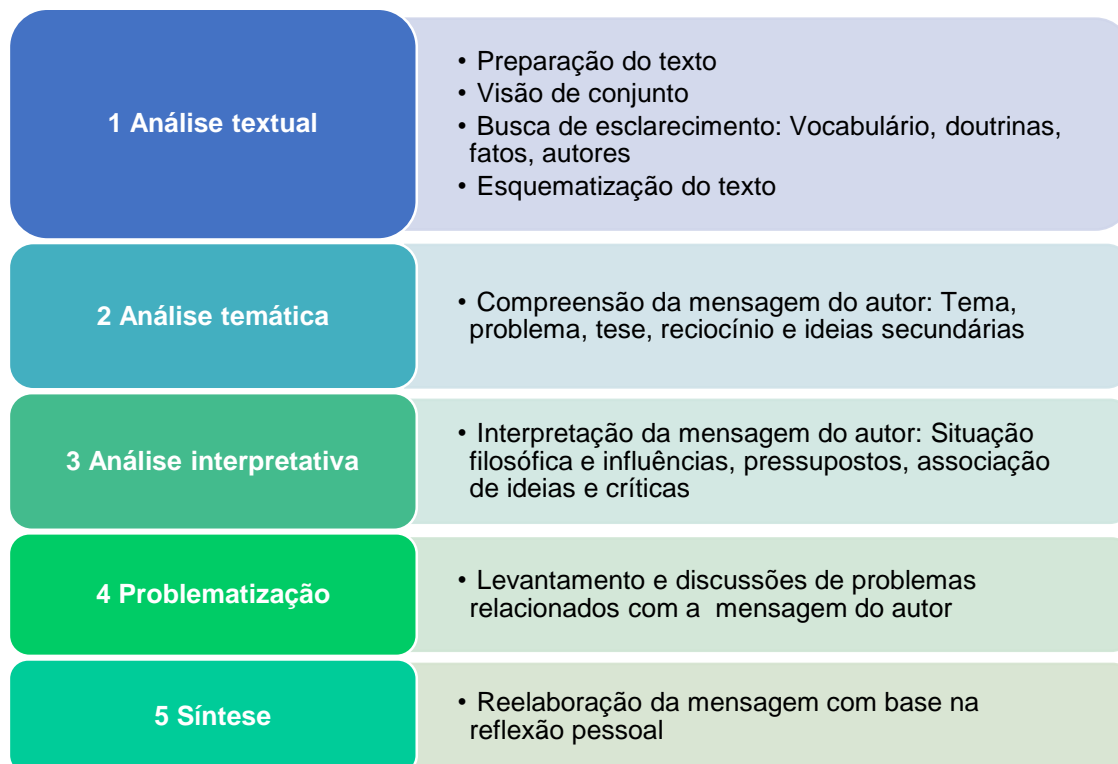 1 Análise textual
• Preparação do texto
• Visão de conjunto
• Busca de esclarecimento: Vocabulário, doutrinas,
fatos, autores
• Esquematização do texto
2 Análise temática
• Compreensão da mensagem do autor: Tema,
problema, tese, reciocínio e ideias secundárias
3 Análise interpretativa
• Interpretação da mensagem do autor: Situação
filosófica e influências, pressupostos, associação
de ideias e críticas
4 Problematização
• Levantamento e discussões de problemas
relacionados com a  mensagem do autor
5 Síntese
• Reelaboração da mensagem com base na
reflexão pessoal